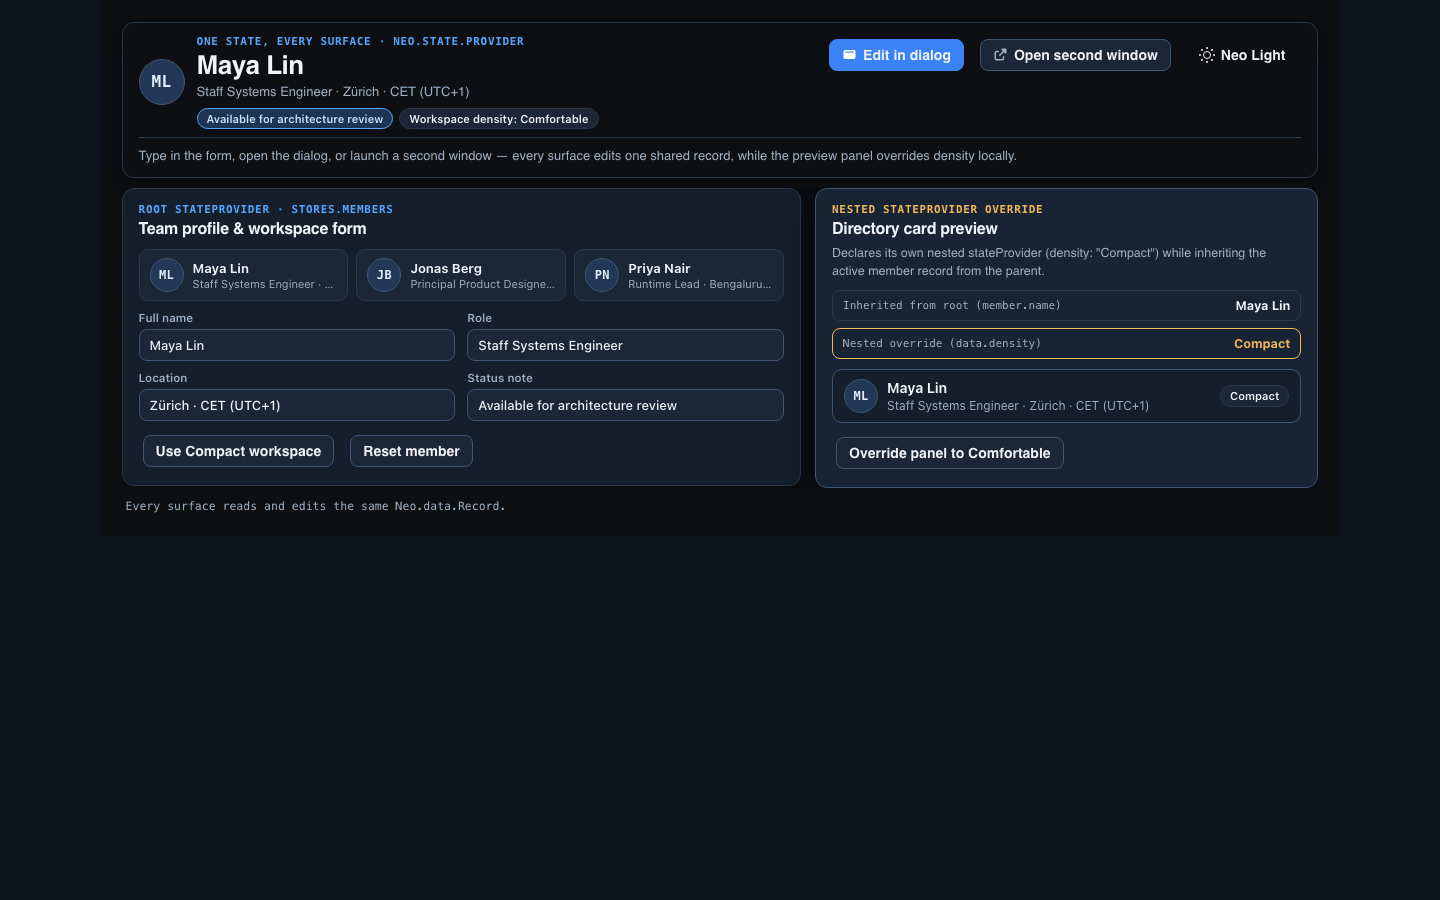 ONE STATE, EVERY SURFACE · NEO.STATE.PROVIDER
ML
Maya Lin
Staff Systems Engineer · Zürich · CET (UTC+1)
Available for architecture review
Workspace density: Comfortable
Edit in dialog
Open second window
Neo Light
Type in the form, open the dialog, or launch a second window — every surface edits one shared record, while the preview panel overrides density locally.
ROOT STATEPROVIDER · STORES.MEMBERS
Team profile & workspace form
ML
Maya Lin
Staff Systems Engineer · ...
JB
Jonas Berg
Principal Product Designe...
PN
Priya Nair
Runtime Lead · Bengaluru...
Full name
Maya Lin
Role
Staff Systems Engineer
Location
Zürich · CET (UTC+1)
Status note
Available for architecture review
Use Compact workspace
Reset member
NESTED STATEPROVIDER OVERRIDE
Directory card preview
Declares its own nested stateProvider (density: "Compact") while inheriting the
active member record from the parent.
Inherited from root (member.name)
Maya Lin
Nested override (data.density)
Compact
ML
Maya Lin
Staff Systems Engineer · Zürich · CET (UTC+1)
Compact
Override panel to Comfortable
Every surface reads and edits the same Neo.data.Record.